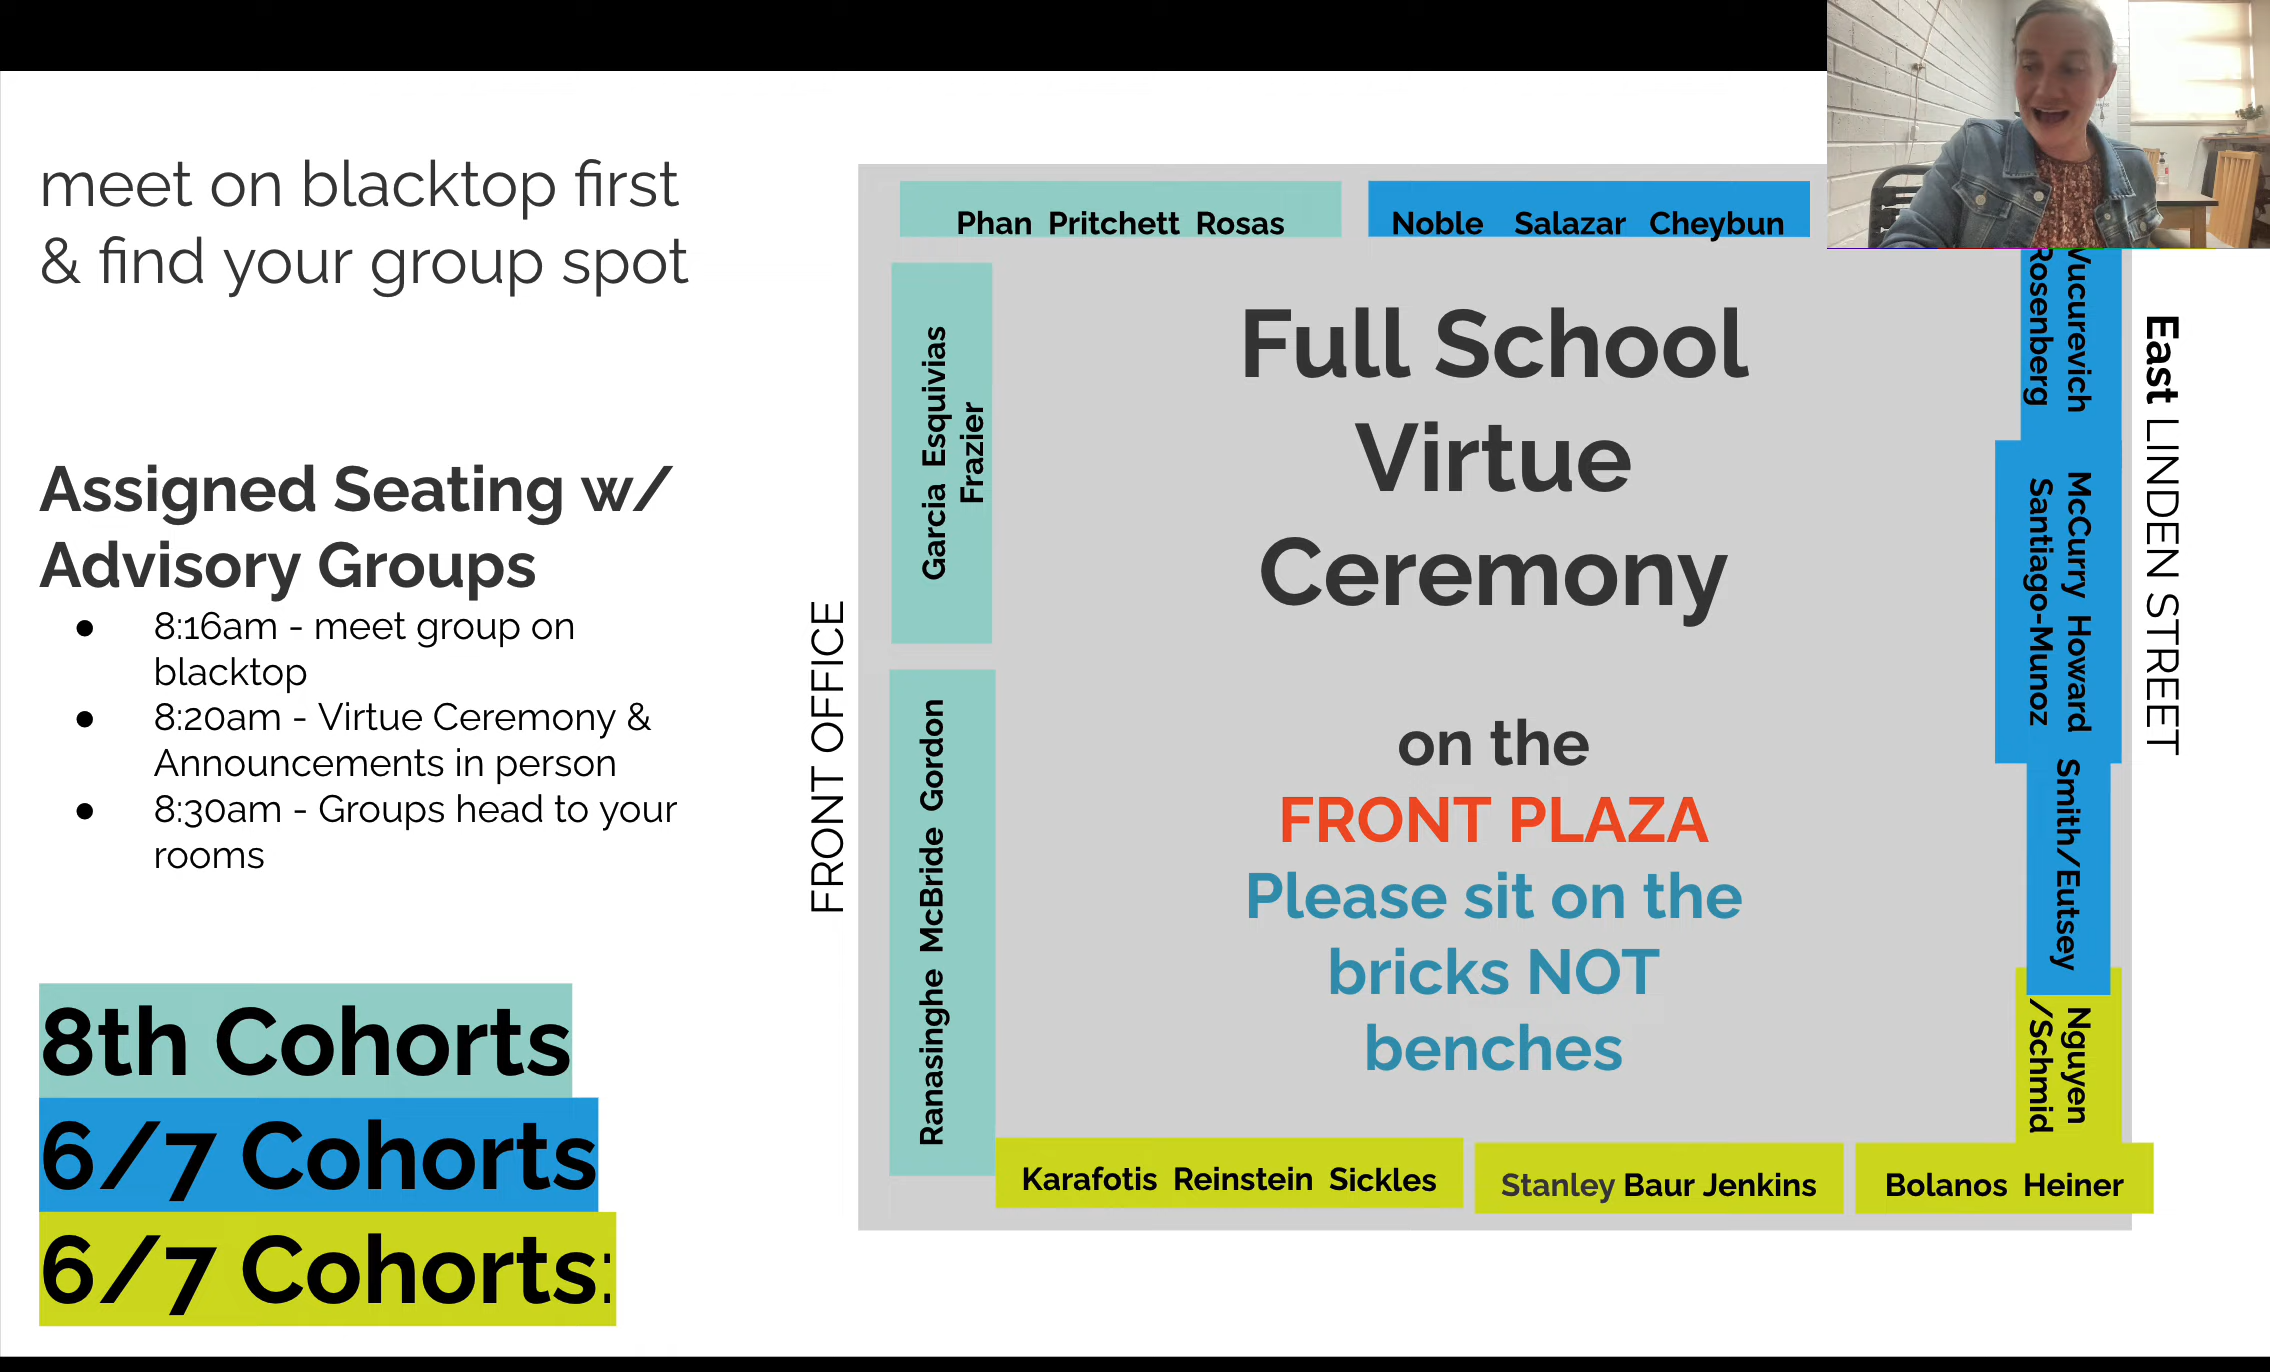 meet on blacktop first
& find your group spot
Assigned Seating w/
Advisory Groups
● 8:16am - meet group on
blacktop
● 8:20am - Virtue Ceremony &
Announcements in person
● 8:30am - Groups head to your
rooms
8th Cohorts
6/7 Cohorts
6/7 Cohorts:
FRONT OFFICE
Phan Pritchett Rosas
Noble Salazar Cheybun
Garcia Esquivias
Frazier
Ranasinghe McBride Gordon
Full School
Virtue
Ceremony
on the
FRONT PLAZA
Please sit on the
bricks NOT
benches
Vucurevich
Rosenberg
McCurry Howard
Santiago-Munoz
Smith/Eutsey
Nguyen
/Schmid
East LINDEN STREET
Karafotis Reinstein Sickles
Stanley Baur Jenkins
Bolanos Heiner